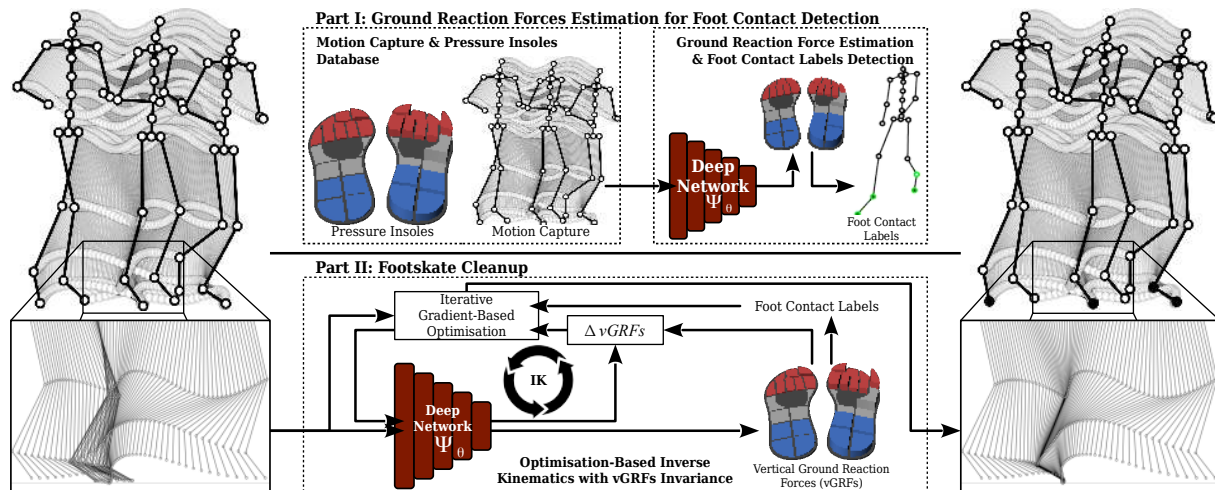 Part I: Ground Reaction Forces Estimation for Foot Contact Detection
Motion Capture & Pressure Insoles
Database
Pressure Insoles
Motion Capture
Ground Reaction Force Estimation
& Foot Contact Labels Detection
Deep
Network
Ψθ
Foot Contact
Labels
Part II: Footskate Cleanup
Iterative
Gradient-Based
Optimisation
Δ vGRFs
Foot Contact Labels
IK
Deep
Network
Ψθ
Optimisation-Based Inverse
Kinematics with vGRFs Invariance
Vertical Ground Reaction
Forces (vGRFs)